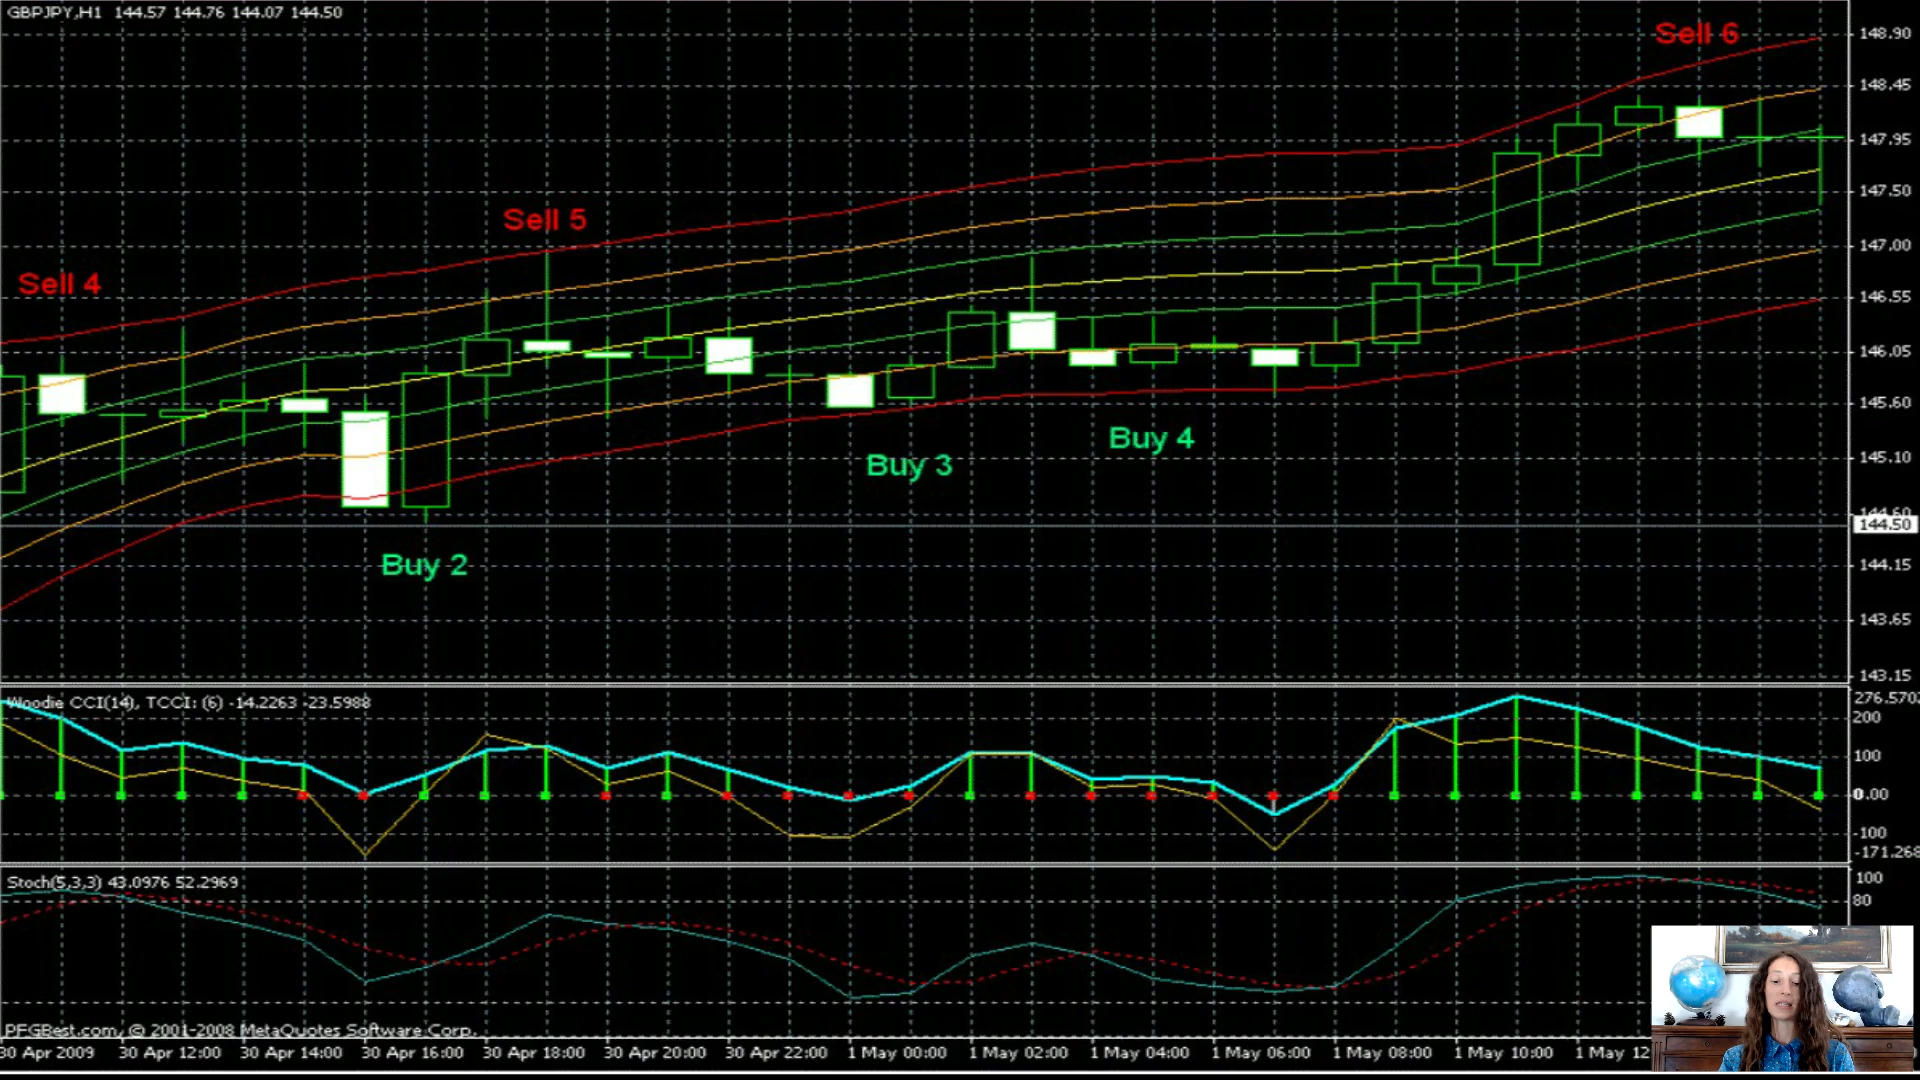 GBPJPY,H1 144.57 144.76 144.07 144.50
Sell 6
148.90
148.45
147.95
147.50
Sell 5
147.00
Sell 4
146.55
146.05
145.60
Buy 4
Buy 3
145.10
144.60
144.50
Buy 2
144.15
143.65
143.15
Woodie CCI(14), TCCI: (6) -14.2263 -23.5988
276.5702
200
100
0.00
-100
-171.268
Stoch(5,3,3) 43.0976 52.2969
100
80
PFGBest.com, © 2001-2008 MetaQuotes Software Corp.
30 Apr 2009 30 Apr 12:00 30 Apr 14:00 30 Apr 16:00 30 Apr 18:00 30 Apr 20:00 30 Apr 22:00 1 May 00:00 1 May 02:00 1 May 04:00 1 May 06:00 1 May 08:00 1 May 10:00 1 May 12